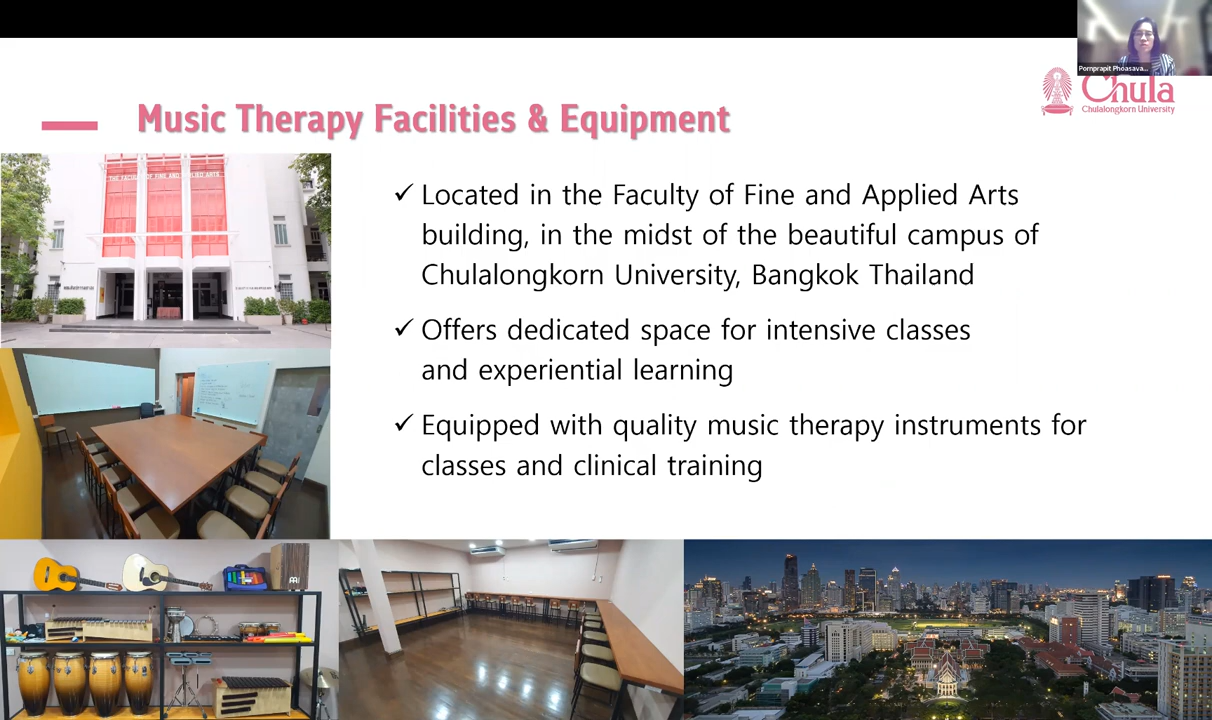 Pornprapit Phoasava...
Chula
Chulalongkorn University
Music Therapy Facilities & Equipment
THE FACULTY OF FINE AND APPLIED ARTS
✓ Located in the Faculty of Fine and Applied Arts
building, in the midst of the beautiful campus of
Chulalongkorn University, Bangkok Thailand
✓ Offers dedicated space for intensive classes
and experiential learning
✓ Equipped with quality music therapy instruments for
classes and clinical training